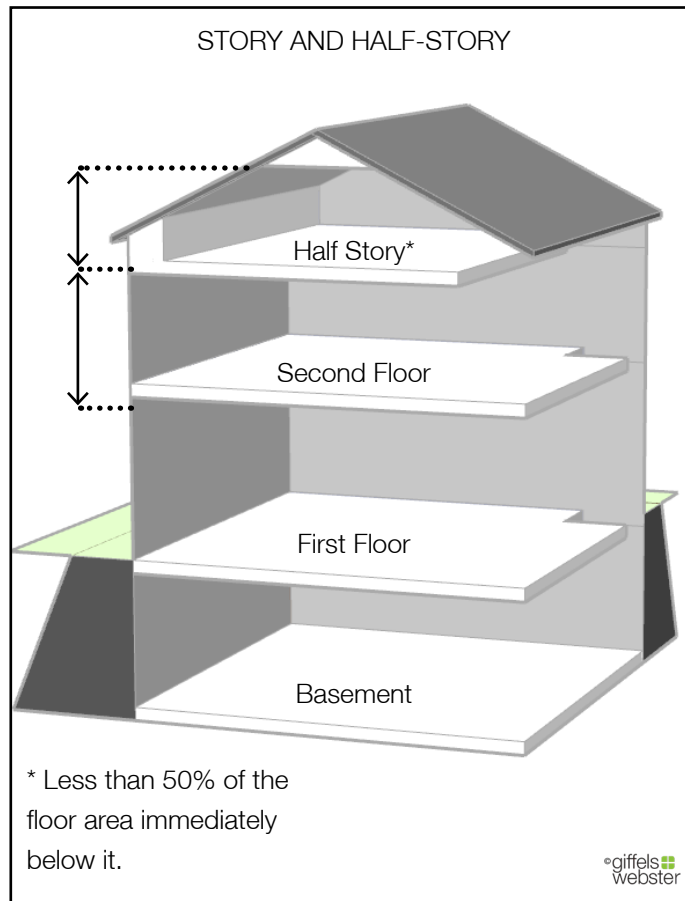 STORY AND HALF-STORY
Half Story*
Second Floor
First Floor
Basement
* Less than 50% of the
floor area immediately
below it.
©giffels
webster